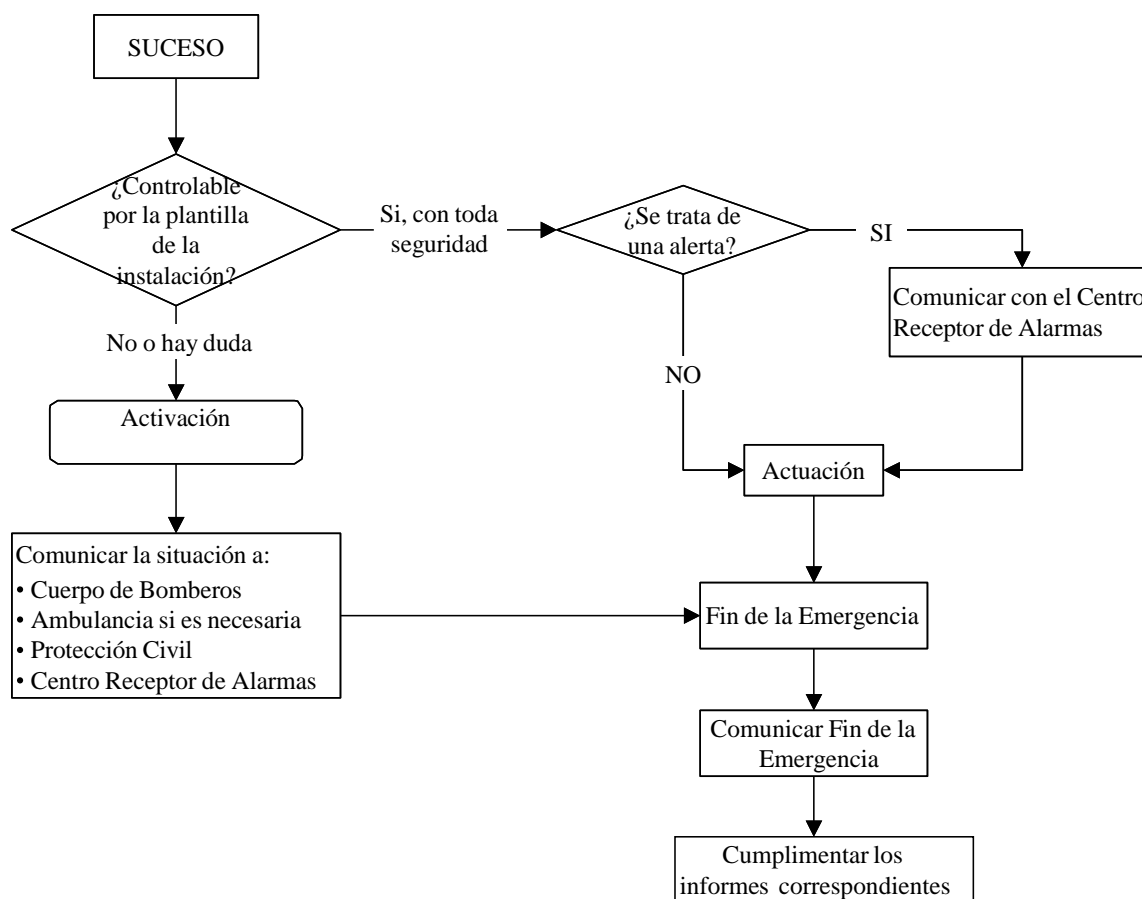 SUCESO
¿Controlable
por la plantilla
de la
instalación?
Si, con toda
seguridad
¿Se trata de
una alerta?
SI
Comunicar con el Centro
Receptor de Alarmas
No o hay duda
NO
Activación
Actuación
Comunicar la situación a:
• Cuerpo de Bomberos
• Ambulancia si es necesaria
• Protección Civil
• Centro Receptor de Alarmas
Fin de la Emergencia
Comunicar Fin de la
Emergencia
Cumplimentar los
informes correspondientes